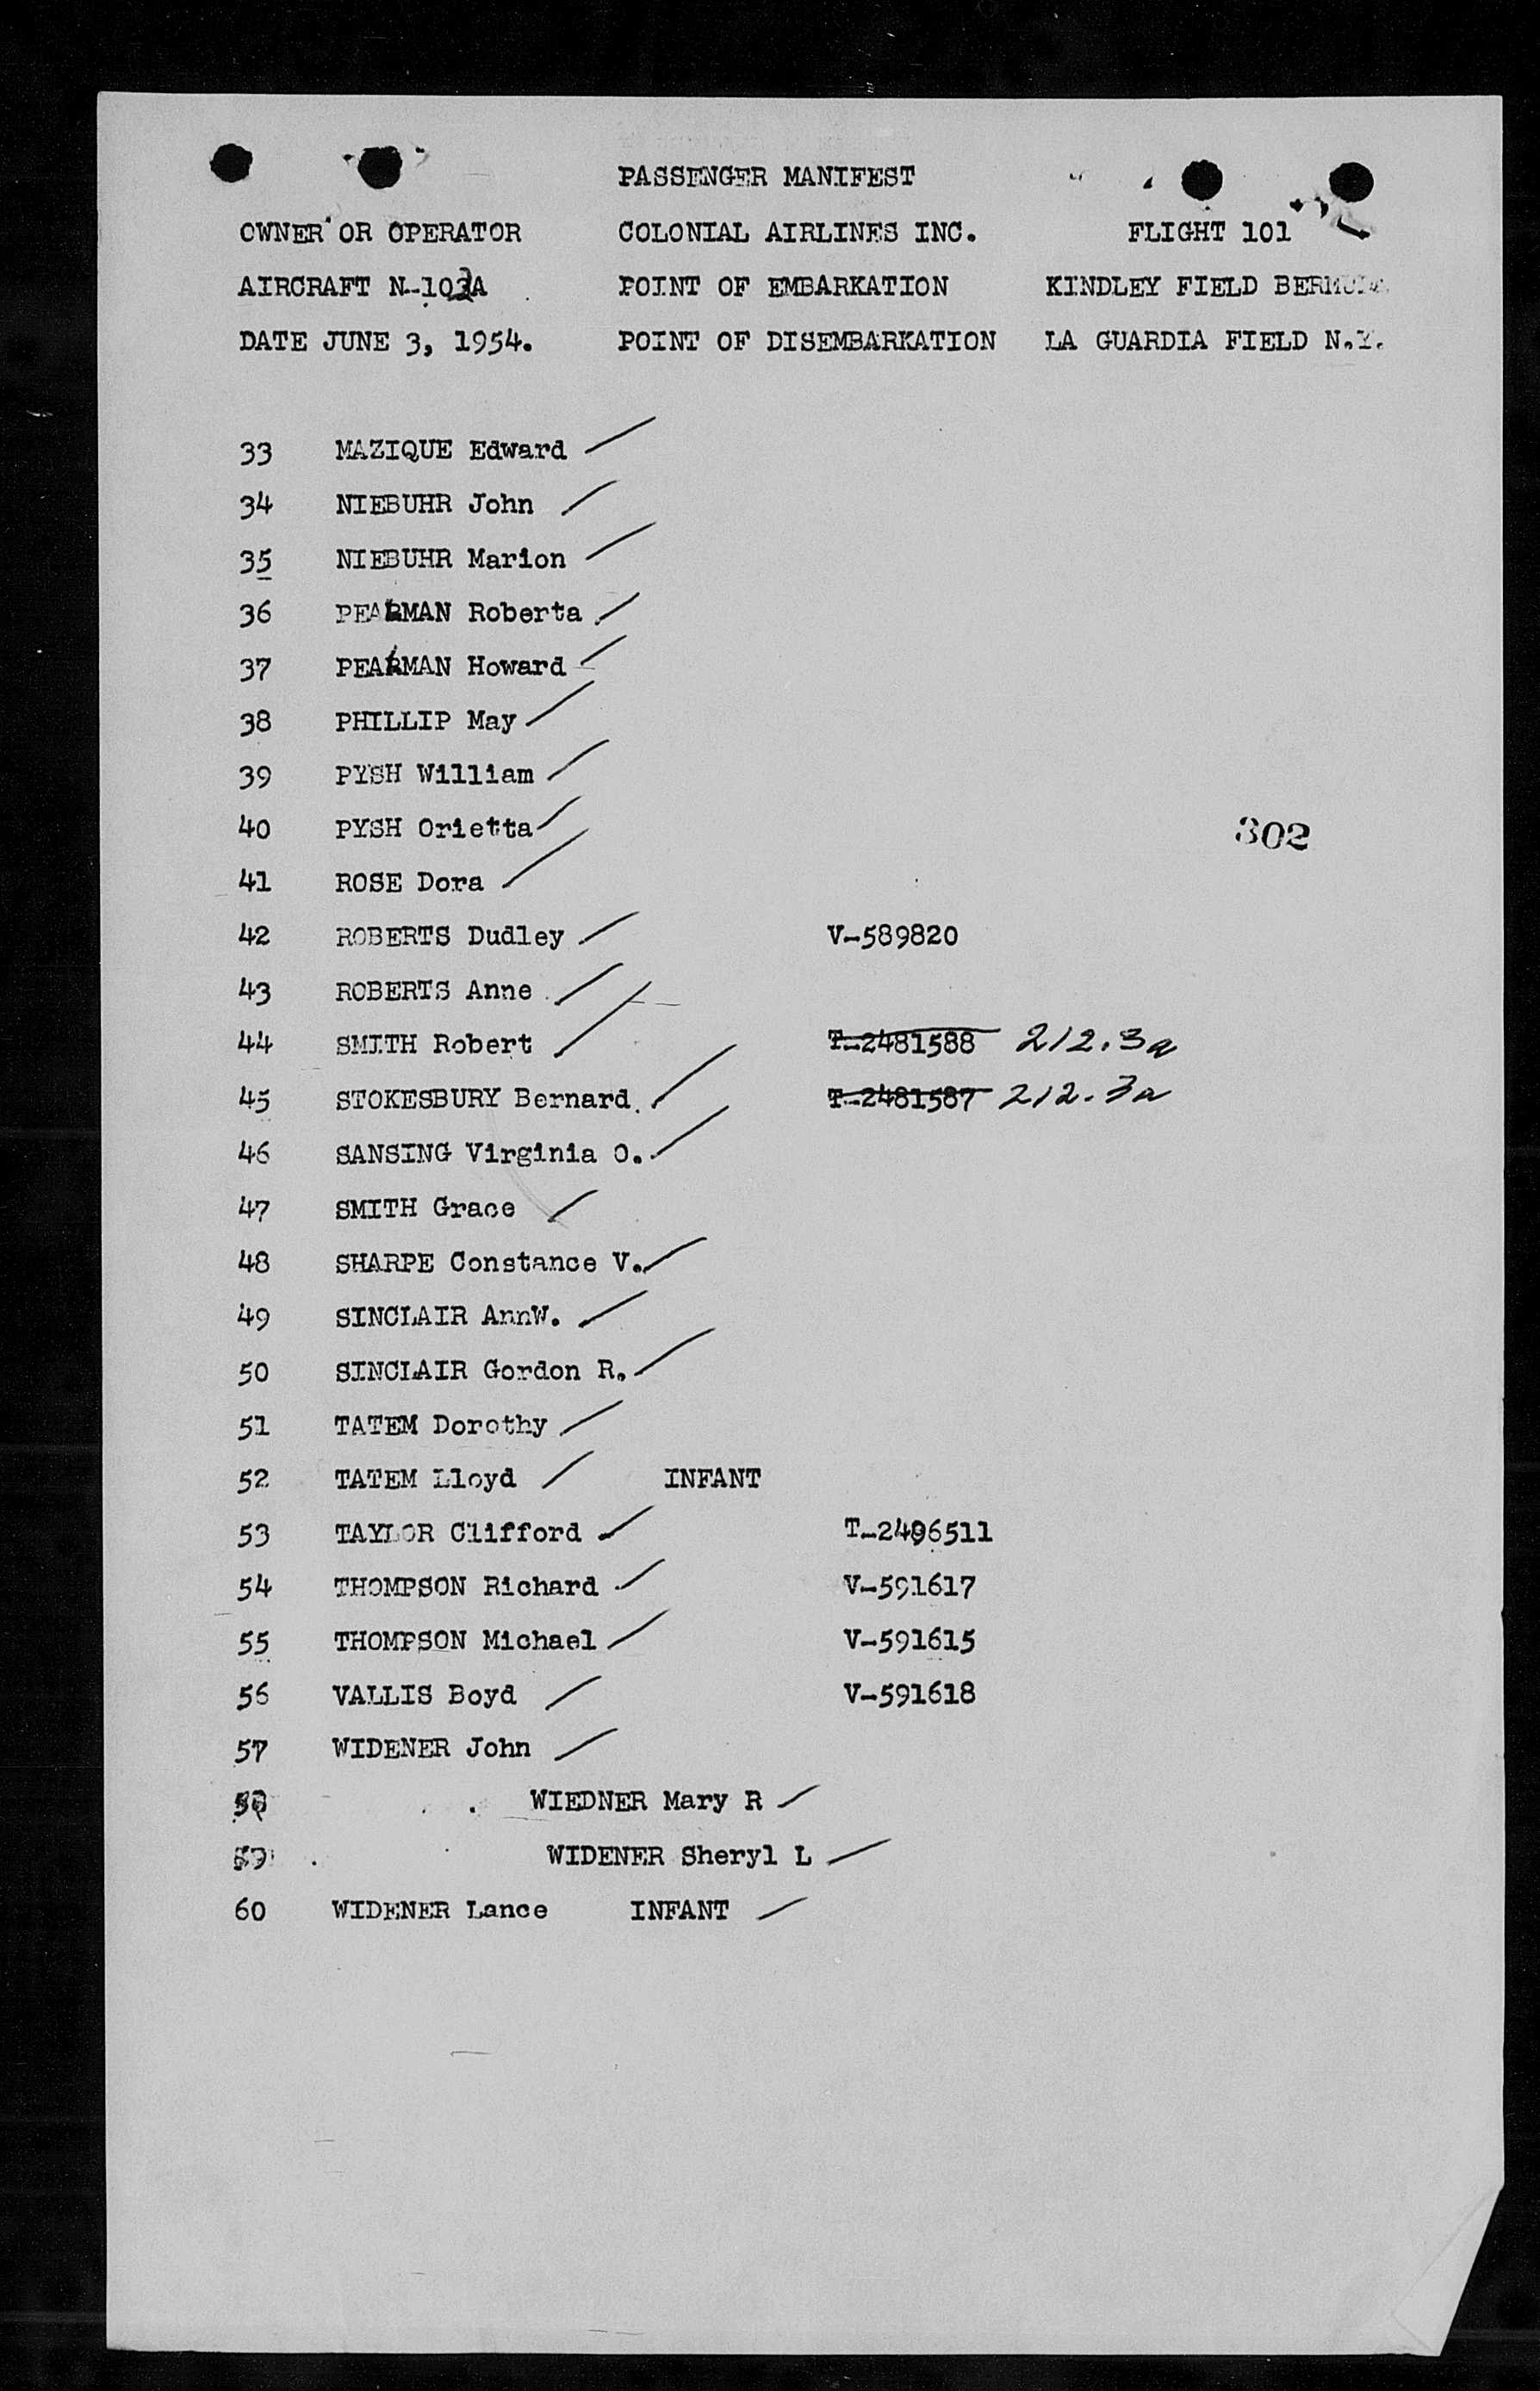 PASSENGER MANIFEST
OWNER OR OPERATOR COLONIAL AIRLINES INC. FLIGHT 101
AIRCRAFT N-103A POINT OF EMBARKATION KINDLEY FIELD BERMUDA
DATE JUNE 3, 1954. POINT OF DISEMBARKATION LA GUARDIA FIELD N.Y.
33 MAZIQUE Edward
34 NIEBUHR John
35 NIEBUHR Marion
36 PEARMAN Roberta
37 PEARMAN Howard
38 PHILLIP May
39 PYSH William
40 PYSH Orietta 302
41 ROSE Dora
42 ROBERTS Dudley V-589820
43 ROBERTS Anne
44 SMITH Robert T-2481588 212.3a
45 STOKESBURY Bernard. T-2481587 212.3a
46 SANSING Virginia O.
47 SMITH Grace
48 SHARPE Constance V.
49 SINCLAIR AnnW.
50 SINCLAIR Gordon R.
51 TATEM Dorothy
52 TATEM Lloyd INFANT
53 TAYLOR Clifford T-2496511
54 THOMPSON Richard V-591617
55 THOMPSON Michael V-591615
56 VALLIS Boyd V-591618
57 WIDENER John
58 WIEDNER Mary R
59 WIDENER Sheryl L
60 WIDENER Lance INFANT